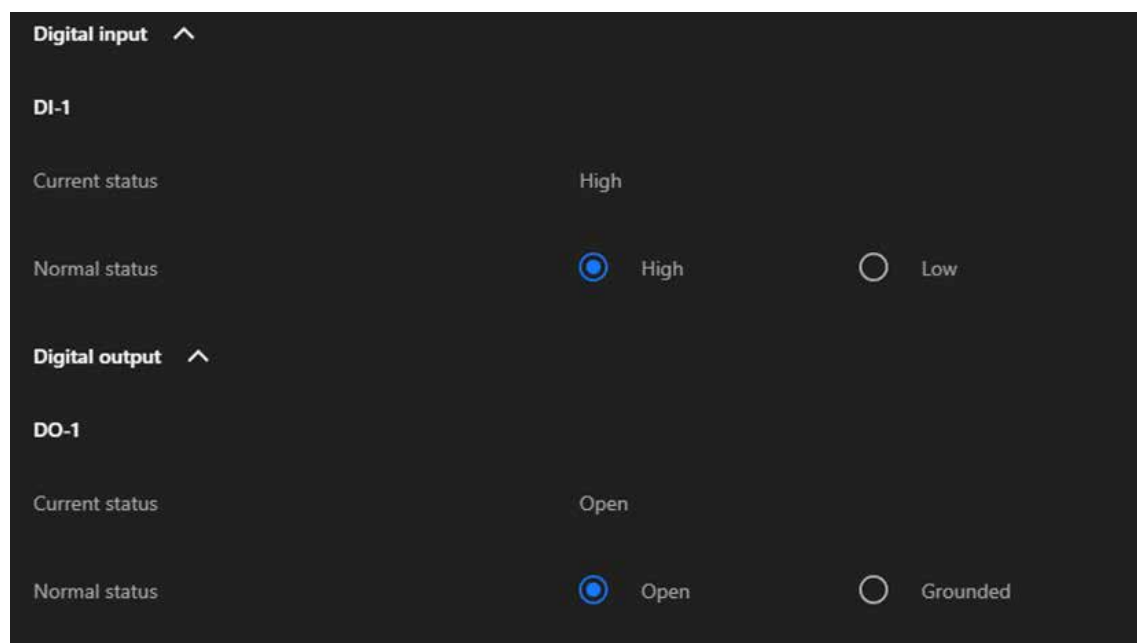 Digital input
DI-1
Current status High
Normal status High Low
Digital output
DO-1
Current status Open
Normal status Open Grounded